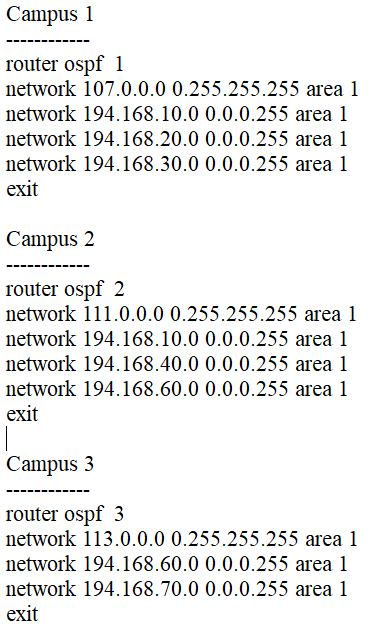 Campus 1
------------
router ospf  1
network 107.0.0.0 0.255.255.255 area 1
network 194.168.10.0 0.0.0.255 area 1
network 194.168.20.0 0.0.0.255 area 1
network 194.168.30.0 0.0.0.255 area 1
exit

Campus 2
------------
router ospf  2
network 111.0.0.0 0.255.255.255 area 1
network 194.168.10.0 0.0.0.255 area 1
network 194.168.40.0 0.0.0.255 area 1
network 194.168.60.0 0.0.0.255 area 1
exit

Campus 3
------------
router ospf  3
network 113.0.0.0 0.255.255.255 area 1
network 194.168.60.0 0.0.0.255 area 1
network 194.168.70.0 0.0.0.255 area 1
exit